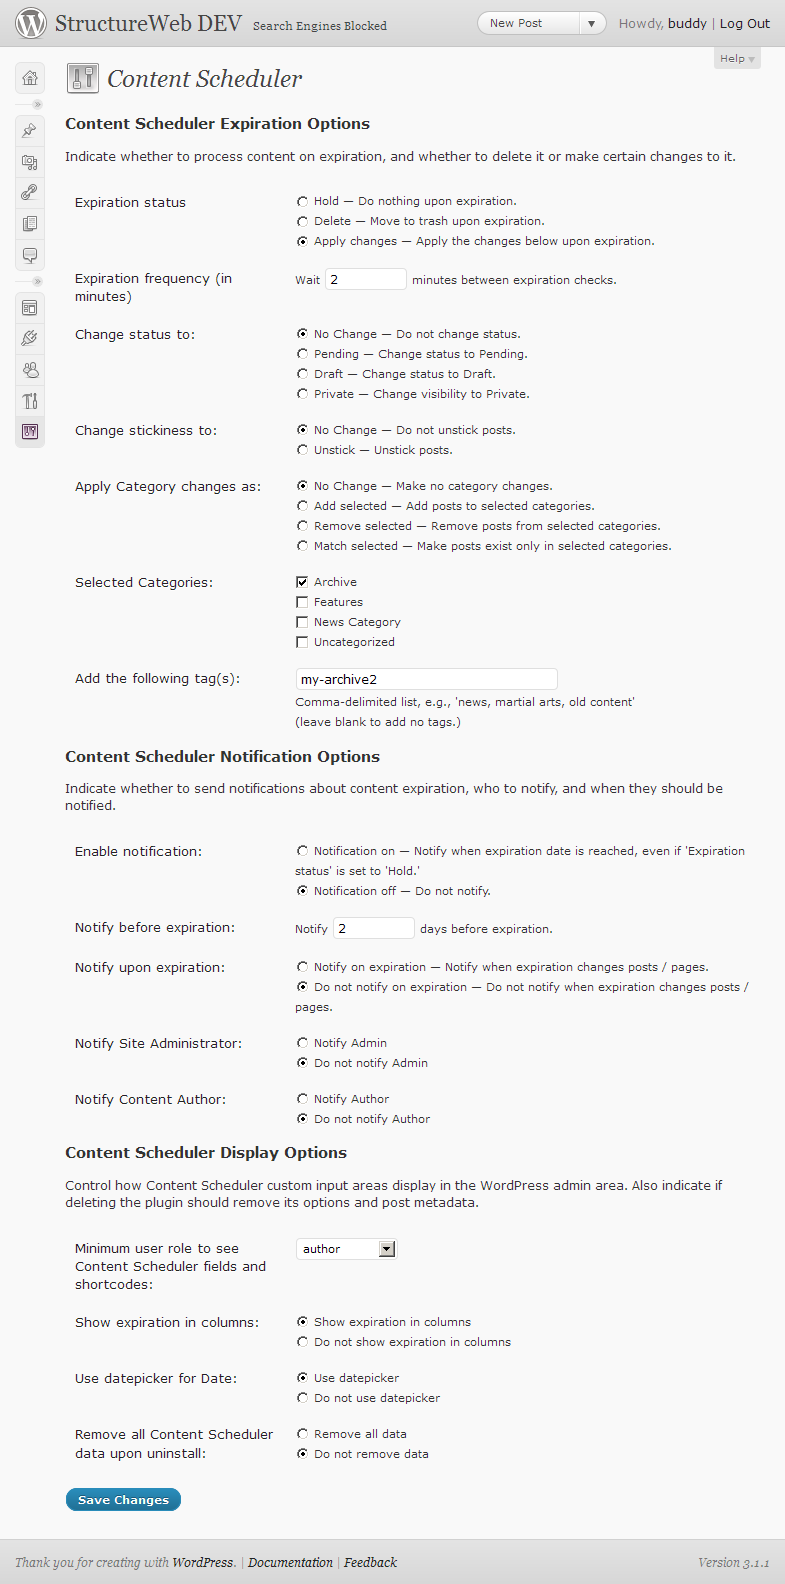 StructureWeb DEV Search Engines Blocked New Post Howdy, buddy | Log Out
Help
Content Scheduler
Content Scheduler Expiration Options
Indicate whether to process content on expiration, and whether to delete it or make certain changes to it.
Expiration status
Hold — Do nothing upon expiration.
Delete — Move to trash upon expiration.
Apply changes — Apply the changes below upon expiration.
Expiration frequency (in
minutes)
Wait 2 minutes between expiration checks.
Change status to:
No Change — Do not change status.
Pending — Change status to Pending.
Draft — Change status to Draft.
Private — Change visibility to Private.
Change stickiness to:
No Change — Do not unstick posts.
Unstick — Unstick posts.
Apply Category changes as:
No Change — Make no category changes.
Add selected — Add posts to selected categories.
Remove selected — Remove posts from selected categories.
Match selected — Make posts exist only in selected categories.
Selected Categories:
Archive
Features
News Category
Uncategorized
Add the following tag(s):
my-archive2
Comma-delimited list, e.g., 'news, martial arts, old content'
(leave blank to add no tags.)
Content Scheduler Notification Options
Indicate whether to send notifications about content expiration, who to notify, and when they should be
notified.
Enable notification:
Notification on — Notify when expiration date is reached, even if 'Expiration
status' is set to 'Hold.'
Notification off — Do not notify.
Notify before expiration:
Notify 2 days before expiration.
Notify upon expiration:
Notify on expiration — Notify when expiration changes posts / pages.
Do not notify on expiration — Do not notify when expiration changes posts /
pages.
Notify Site Administrator:
Notify Admin
Do not notify Admin
Notify Content Author:
Notify Author
Do not notify Author
Content Scheduler Display Options
Control how Content Scheduler custom input areas display in the WordPress admin area. Also indicate if
deleting the plugin should remove its options and post metadata.
Minimum user role to see
Content Scheduler fields and
shortcodes:
author
Show expiration in columns:
Show expiration in columns
Do not show expiration in columns
Use datepicker for Date:
Use datepicker
Do not use datepicker
Remove all Content Scheduler
data upon uninstall:
Remove all data
Do not remove data
Save Changes
Thank you for creating with WordPress. | Documentation | Feedback Version 3.1.1